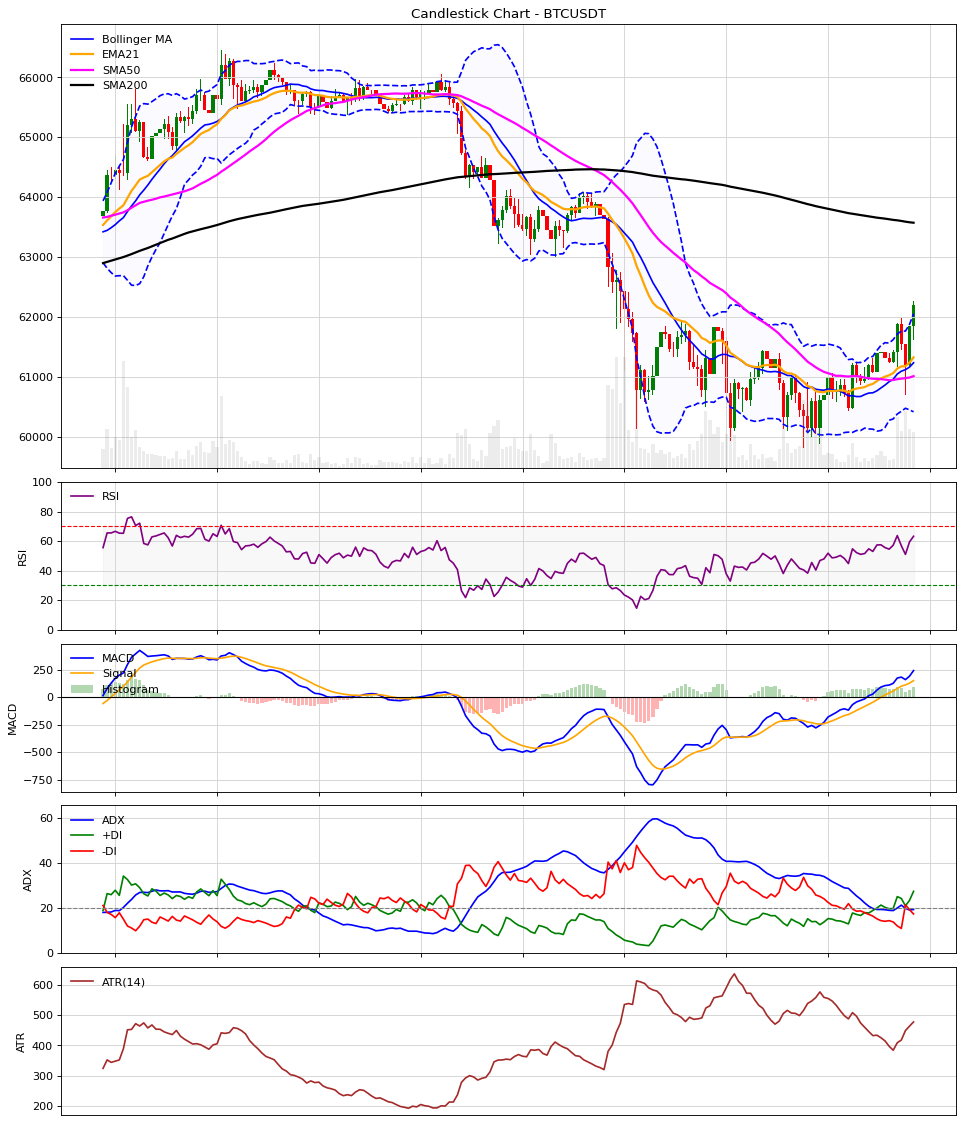 Candlestick Chart - BTCUSDT
Bollinger MA
EMA21
SMA50
SMA200
66000
65000
64000
63000
62000
61000
60000
100
80
60
40
20
0
RSI
RSI
250
0
−250
−500
−750
MACD
MACD
Signal
Histogram
60
40
20
0
ADX
ADX
+DI
-DI
600
500
400
300
200
ATR
ATR(14)